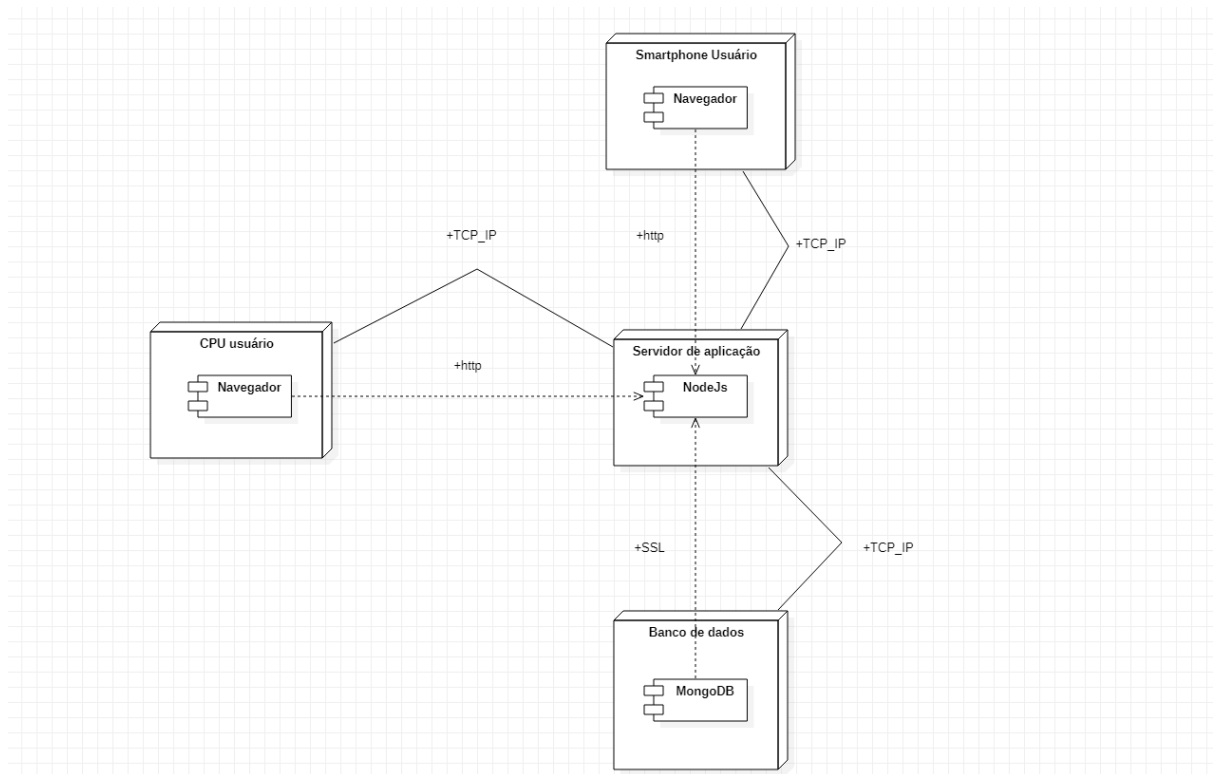 Smartphone Usuário
Navegador
+TCP_IP
+http
+TCP_IP
CPU usuário
Navegador
+http
Servidor de aplicação
NodeJs
+SSL
+TCP_IP
Banco de dados
MongoDB